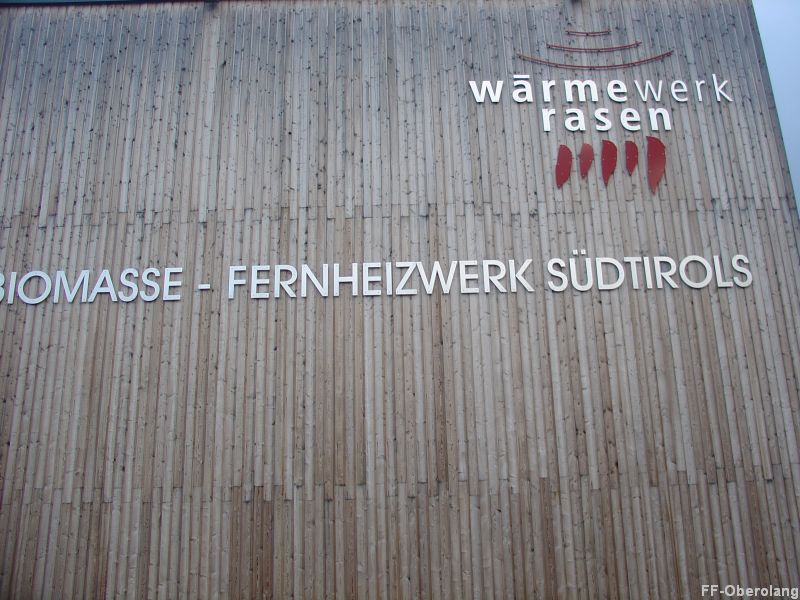 wärmewerk
rasen
BIOMASSE - FERNHEIZWERK SÜDTIROLS
FF-Oberolang